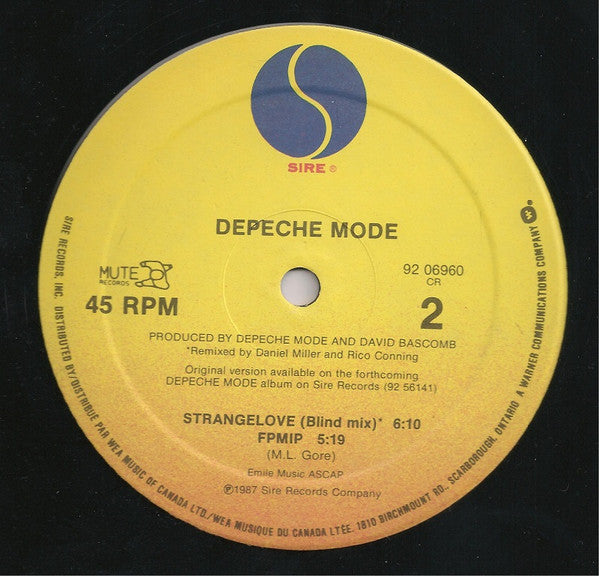 SIRE ®
DEPECHE MODE
MUTE
RECORDS
45 RPM
92 06960
CR
2
PRODUCED BY DEPECHE MODE AND DAVID BASCOMB
*Remixed by Daniel Miller and Rico Conning
Original version available on the forthcoming
DEPECHE MODE album on Sire Records (92 56141)
STRANGELOVE (Blind mix)* 6:10
FPMIP 5:19
(M.L. Gore)
Emile Music ASCAP
℗1987 Sire Records Company
SIRE RECORDS, INC. DISTRIBUTED BY/DISTRIBUÉ PAR WEA MUSIC OF CANADA LTD./WEA MUSIQUE DU CANADA LTÉE. 1810 BIRCHMOUNT RD., SCARBOROUGH, ONTARIO A WARNER COMMUNICATIONS COMPANY